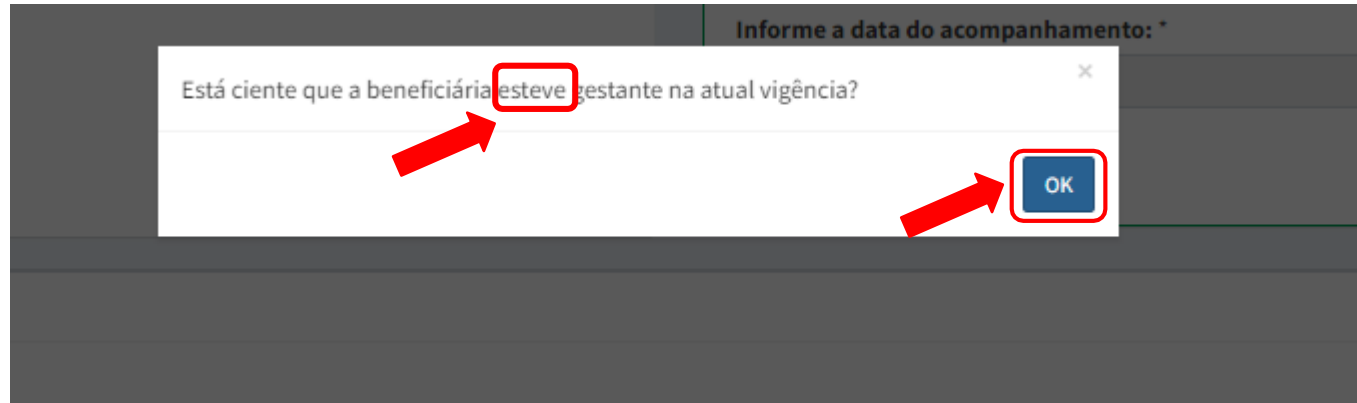 Informe a data do acompanhamento: *
Está ciente que a beneficiária esteve gestante na atual vigência?
×
OK